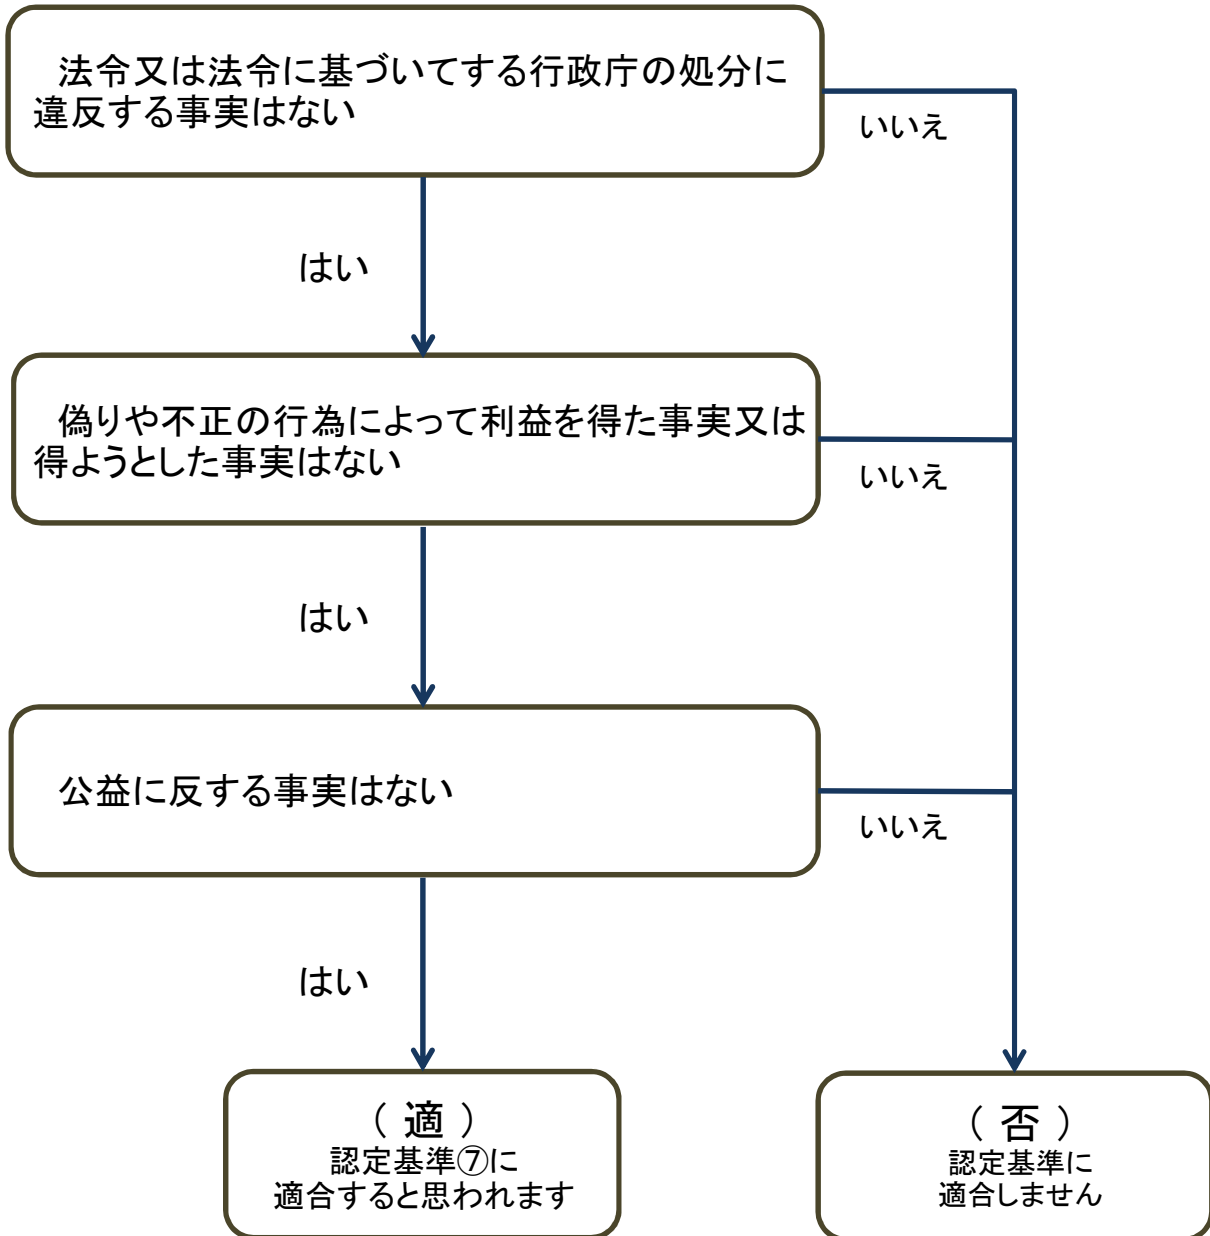 法令又は法令に基づいてする行政庁の処分に
違反する事実はない
いいえ
はい
偽りや不正の行為によって利益を得た事実又は
得ようとした事実はない
いいえ
はい
公益に反する事実はない
いいえ
はい
（ 適 ）
認定基準⑦に
適合すると思われます
（ 否 ）
認定基準に
適合しません